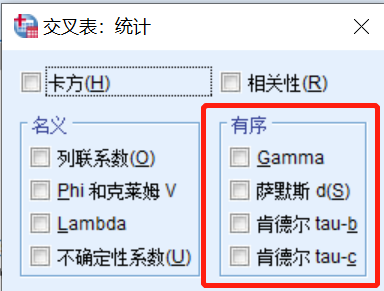 交叉表：统计
卡方(H)
相关性(R)
名义
列联系数(O)
Phi 和克莱姆 V
Lambda
不确定性系数(U)
有序
Gamma
萨默斯 d(S)
肯德尔 tau-b
肯德尔 tau-c